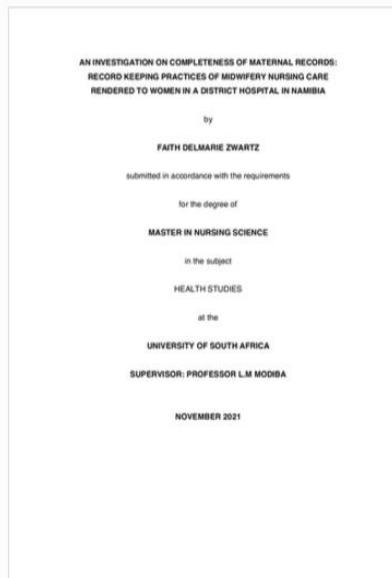 AN INVESTIGATION ON COMPLETENESS OF MATERNAL RECORDS:
RECORD KEEPING PRACTICES OF MIDWIFERY NURSING CARE
RENDERED TO WOMEN IN A DISTRICT HOSPITAL IN NAMIBIA
by
FAITH DELMARIE ZWARTZ
submitted in accordance with the requirements
for the degree of
MASTER IN NURSING SCIENCE
in the subject
HEALTH STUDIES
at the
UNIVERSITY OF SOUTH AFRICA
SUPERVISOR: PROFESSOR L.M MODIBA
NOVEMBER 2021